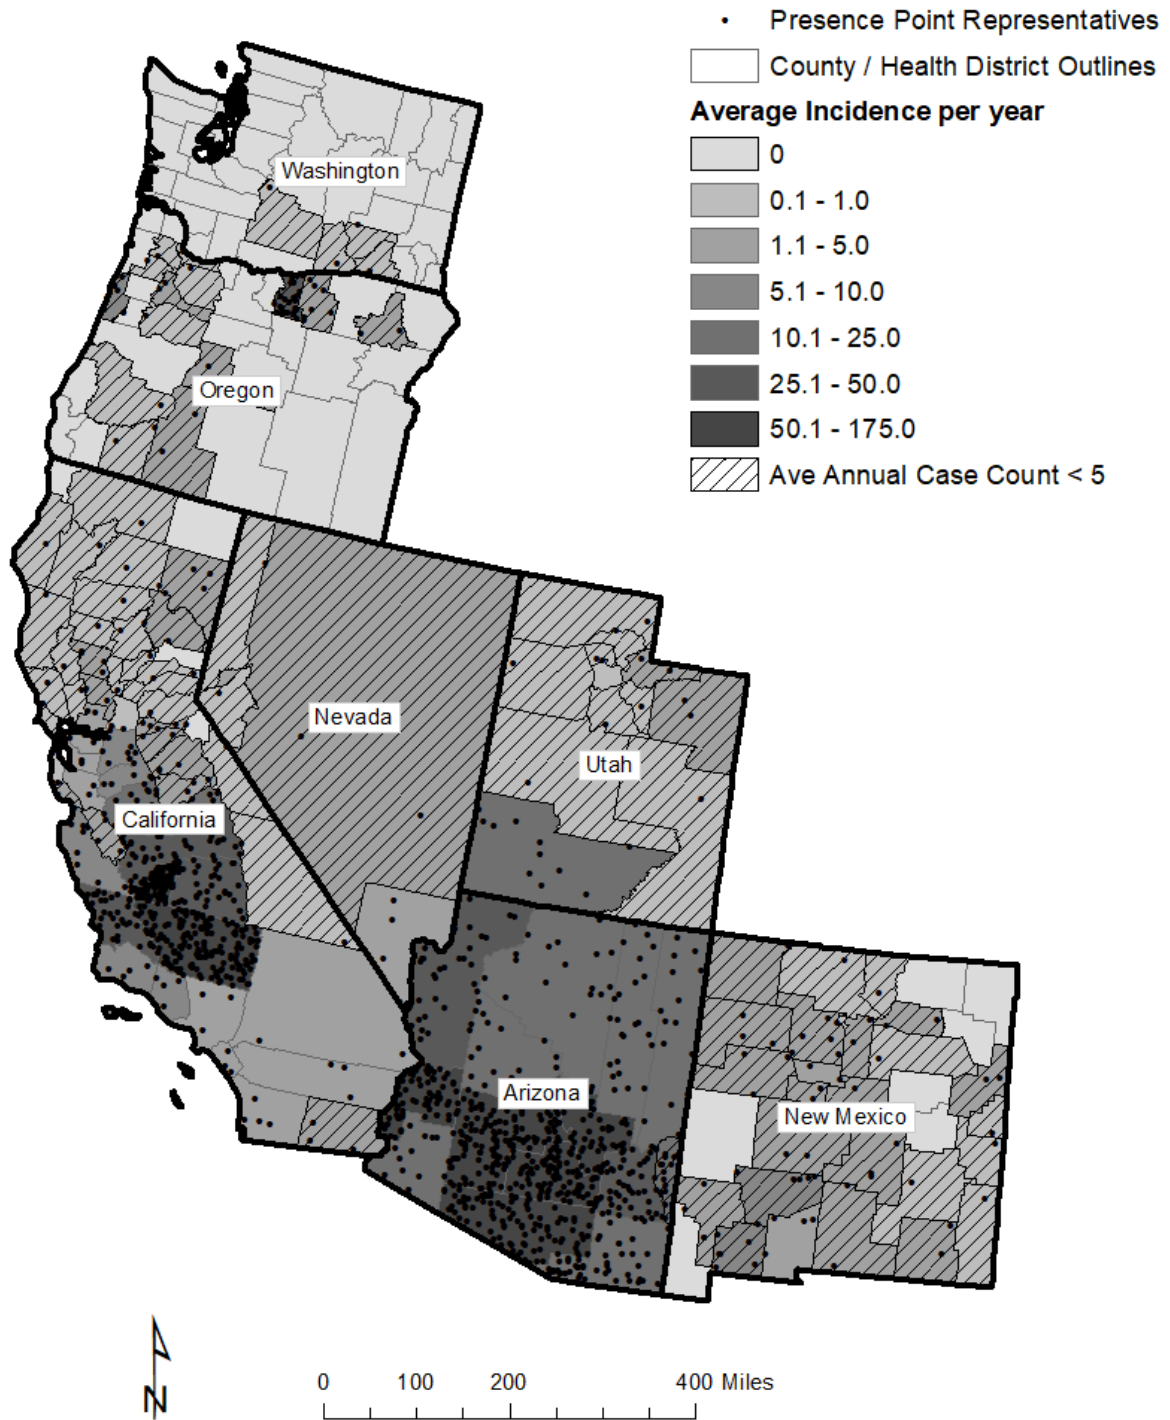 Presence Point Representatives
County / Health District Outlines
Average Incidence per year
0
0.1 - 1.0
1.1 - 5.0
5.1 - 10.0
10.1 - 25.0
25.1 - 50.0
50.1 - 175.0
Ave Annual Case Count < 5
Washington
Oregon
Nevada
Utah
California
Arizona
New Mexico
N
0 100 200 400 Miles